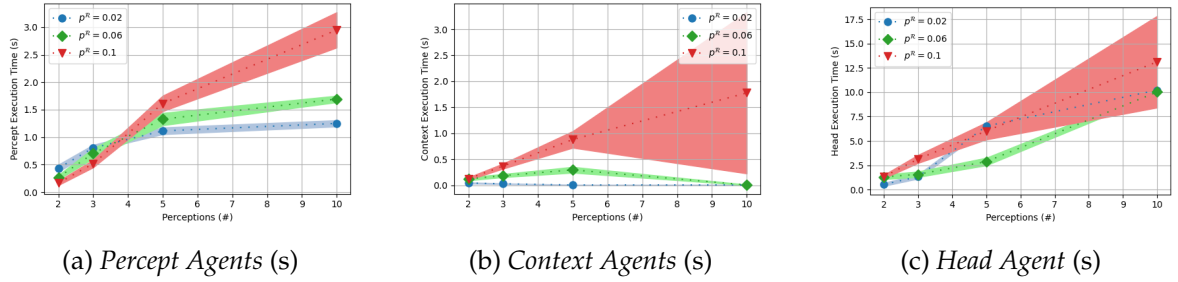 p^R = 0.02
p^R = 0.06
p^R = 0.1
3.0
2.5
2.0
1.5
1.0
0.5
0.0
Percept Execution Time (s)
2 3 4 5 6 7 8 9 10
Perceptions (#)
(a) Percept Agents (s)
p^R = 0.02
p^R = 0.06
p^R = 0.1
3.0
2.5
2.0
1.5
1.0
0.5
0.0
Context Execution Time (s)
2 3 4 5 6 7 8 9 10
Perceptions (#)
(b) Context Agents (s)
p^R = 0.02
p^R = 0.06
p^R = 0.1
17.5
15.0
12.5
10.0
7.5
5.0
2.5
0.0
Head Execution Time (s)
2 3 4 5 6 7 8 9 10
Perceptions (#)
(c) Head Agent (s)